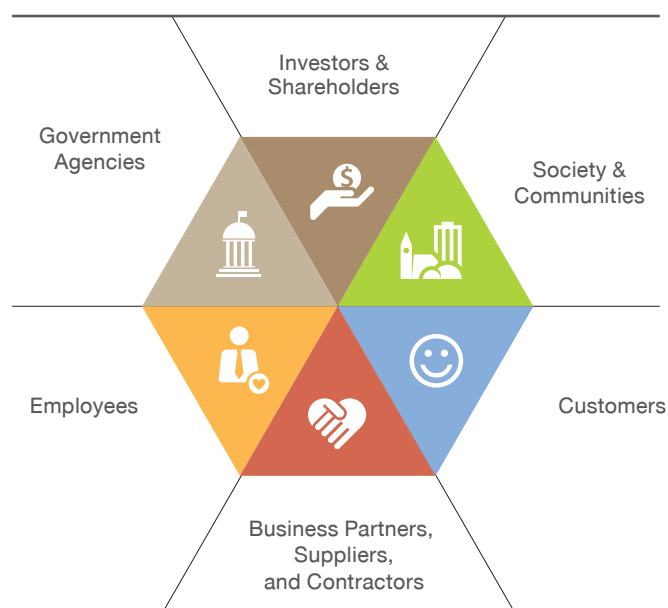 Investors &
Shareholders
Government
Agencies
Society &
Communities
$
Employees
Customers
Business Partners,
Suppliers,
and Contractors